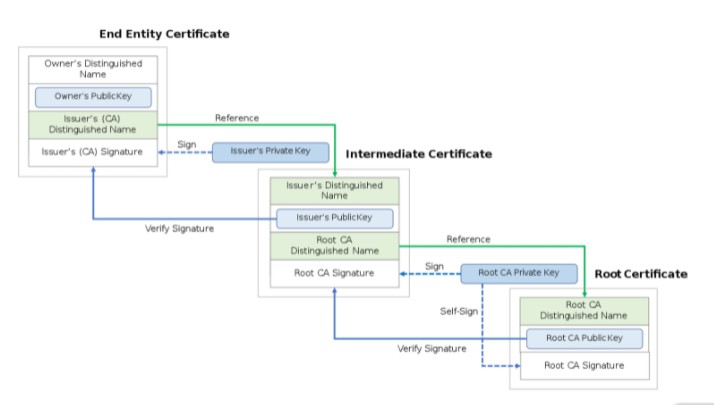 End Entity Certificate
Owner's Distinguished
Name
Owner's PublicKey
Issuer's (CA)
Distinguished Name
Issuer's (CA) Signature
Reference
Sign
Issuer's Private Key
Verify Signature
Intermediate Certificate
Issuer's Distinguished
Name
Issuer's PublicKey
Root CA
Distinguished Name
Root CA Signature
Reference
Sign
Root CA Private Key
Self-Sign
Verify Signature
Root Certificate
Root CA
Distinguished Name
Root CA PublicKey
Root CA Signature